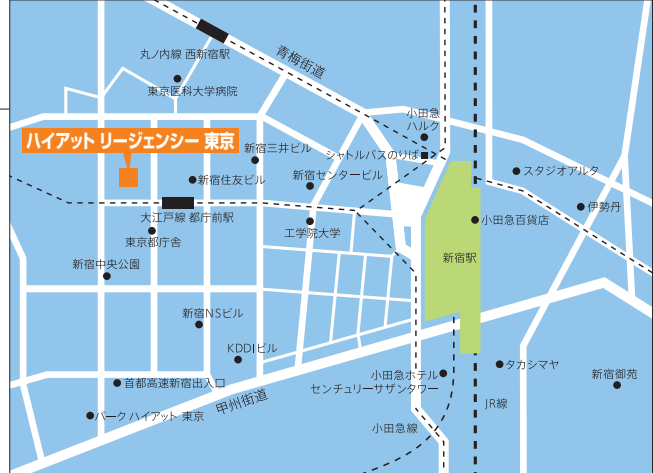 丸ノ内線 西新宿駅
青梅街道
東京医科大学病院
小田急
ハルク
ハイアット リージェンシー 東京
新宿三井ビル
シャトルバスのりば
新宿住友ビル
新宿センタービル
スタジオアルタ
伊勢丹
大江戸線 都庁前駅
小田急百貨店
東京都庁舎
工学院大学
新宿中央公園
新宿駅
新宿NSビル
KDDIビル
タカシマヤ
首都高速新宿出入口
小田急ホテル
センチュリーサザンタワー
新宿御苑
甲州街道
JR線
パーク ハイアット 東京
小田急線